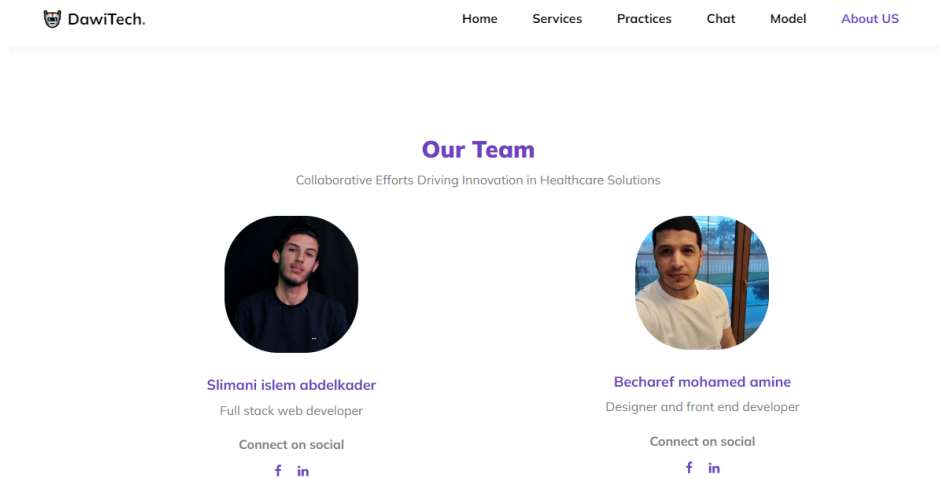 DawiTech.
Home Services Practices Chat Model About US
Our Team
Collaborative Efforts Driving Innovation in Healthcare Solutions
Slimani islem abdelkader
Full stack web developer
Connect on social
f in
Becharef mohamed amine
Designer and front end developer
Connect on social
f in